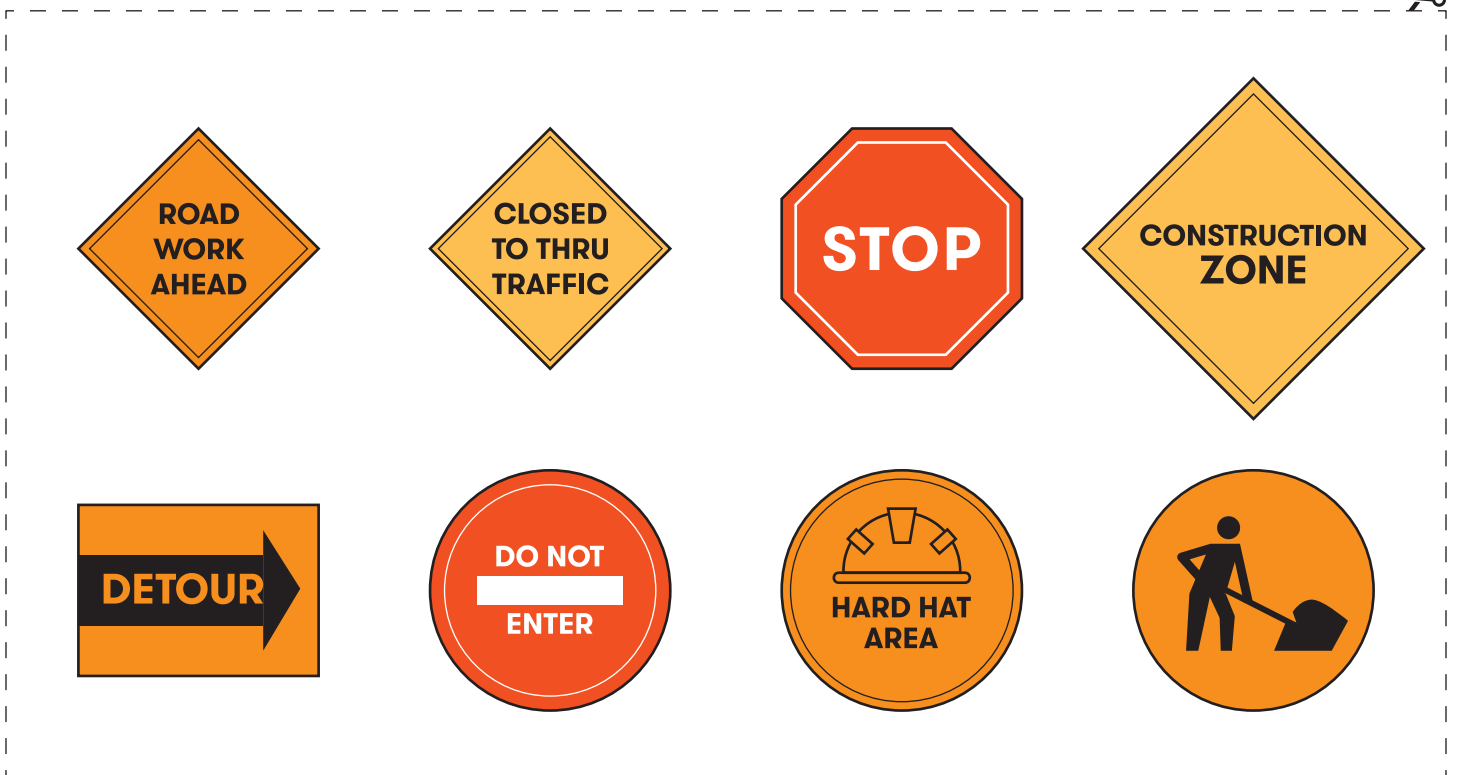 ROAD
WORK
AHEAD
CLOSED
TO THRU
TRAFFIC
STOP
CONSTRUCTION
ZONE
DETOUR
DO NOT
ENTER
HARD HAT
AREA